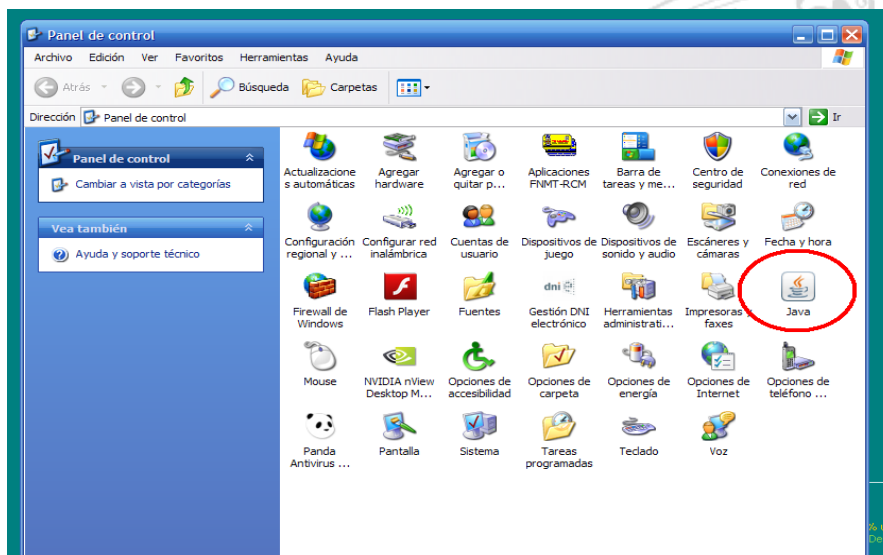 Panel de control
Archivo Edición Ver Favoritos Herramientas Ayuda
Atrás Búsqueda Carpetas
Dirección Panel de control Ir
Panel de control
Cambiar a vista por categorías
Vea también
Ayuda y soporte técnico
Actualizacione
s automáticas
Agregar
hardware
Agregar o
quitar p...
Aplicaciones
FNMT-RCM
Barra de
tareas y me...
Centro de
seguridad
Conexiones de
red
Configuración
regional y ...
Configurar red
inalámbrica
Cuentas de
usuario
Dispositivos de
juego
Dispositivos de
sonido y audio
Escáneres y
cámaras
Fecha y hora
Firewall de
Windows
Flash Player
Fuentes
dni e
Gestión DNI
electrónico
Herramientas
administrati...
Impresoras y
faxes
Java
Mouse
NVIDIA nView
Desktop M...
Opciones de
accesibilidad
Opciones de
carpeta
Opciones de
energía
Opciones de
Internet
Opciones de
teléfono ...
Panda
Antivirus ...
Pantalla
Sistema
Tareas
programadas
Teclado
Voz